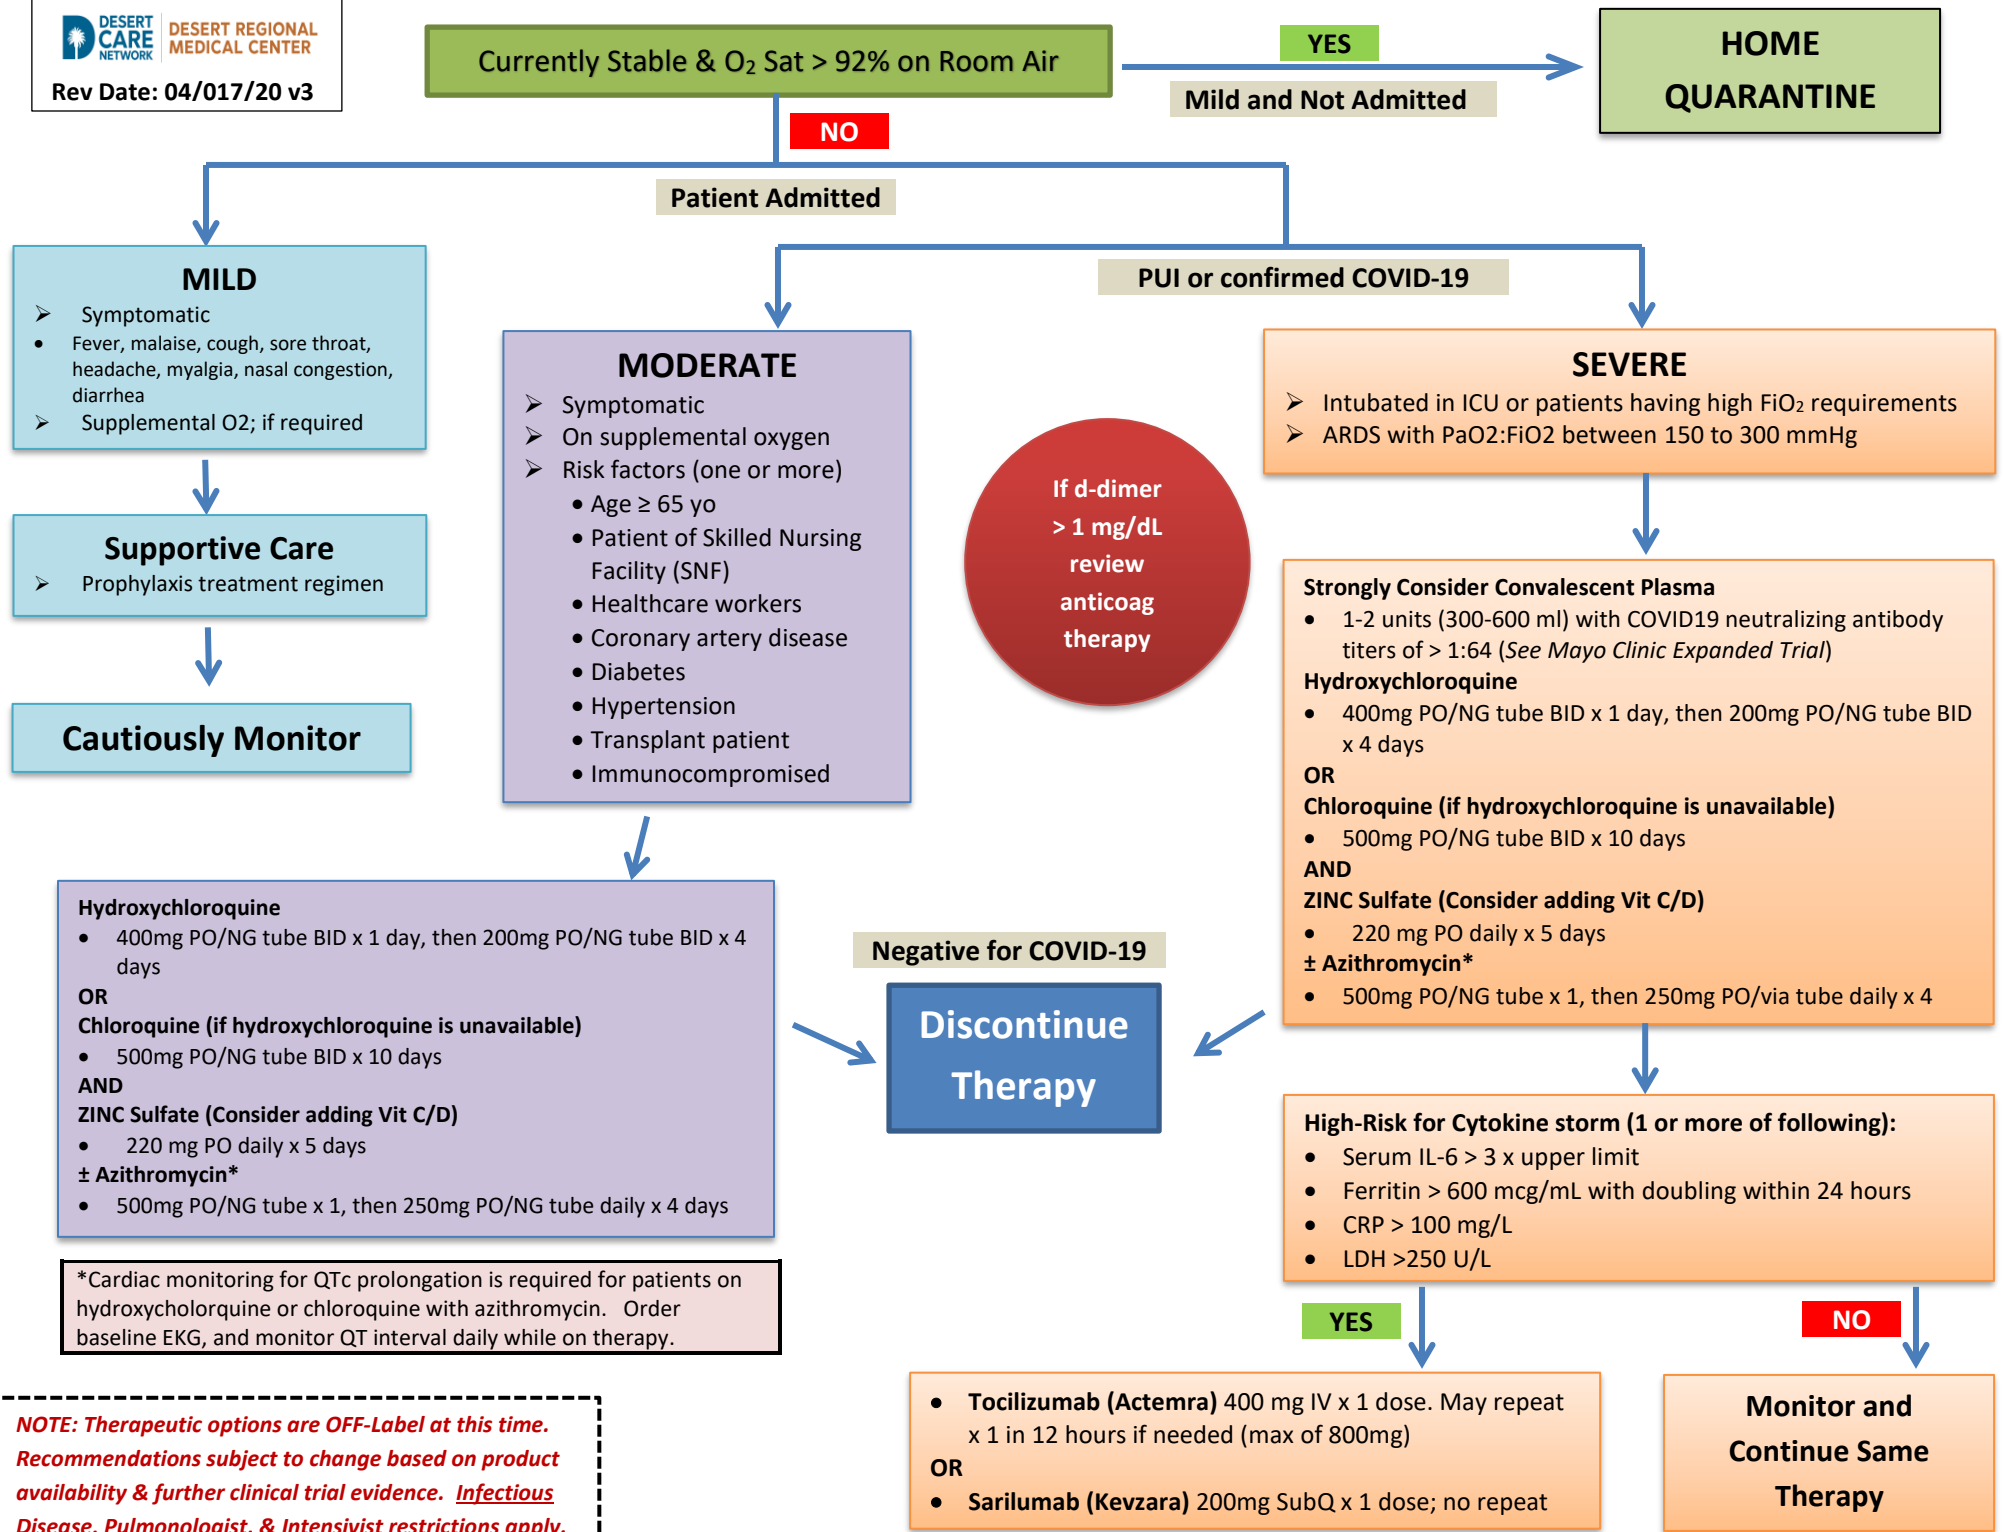 DESERT
CARE
NETWORK
DESERT REGIONAL
MEDICAL CENTER
Rev Date: 04/017/20 v3
Currently Stable & O₂ Sat > 92% on Room Air
YES
Mild and Not Admitted
HOME
QUARANTINE
NO
Patient Admitted
PUI or confirmed COVID-19
MILD
➢ Symptomatic
• Fever, malaise, cough, sore throat,
headache, myalgia, nasal congestion,
diarrhea
➢ Supplemental O2; if required
Supportive Care
➢ Prophylaxis treatment regimen
Cautiously Monitor
MODERATE
➢ Symptomatic
➢ On supplemental oxygen
➢ Risk factors (one or more)
• Age ≥ 65 yo
• Patient of Skilled Nursing
Facility (SNF)
• Healthcare workers
• Coronary artery disease
• Diabetes
• Hypertension
• Transplant patient
• Immunocompromised
If d-dimer
> 1 mg/dL
review
anticoag
therapy
SEVERE
➢ Intubated in ICU or patients having high FiO₂ requirements
➢ ARDS with PaO2:FiO2 between 150 to 300 mmHg
Strongly Consider Convalescent Plasma
• 1-2 units (300-600 ml) with COVID19 neutralizing antibody
titers of > 1:64 (See Mayo Clinic Expanded Trial)
Hydroxychloroquine
• 400mg PO/NG tube BID x 1 day, then 200mg PO/NG tube BID
x 4 days
OR
Chloroquine (if hydroxychloroquine is unavailable)
• 500mg PO/NG tube BID x 10 days
AND
ZINC Sulfate (Consider adding Vit C/D)
• 220 mg PO daily x 5 days
± Azithromycin*
• 500mg PO/NG tube x 1, then 250mg PO/via tube daily x 4
Hydroxychloroquine
• 400mg PO/NG tube BID x 1 day, then 200mg PO/NG tube BID x 4
days
OR
Chloroquine (if hydroxychloroquine is unavailable)
• 500mg PO/NG tube BID x 10 days
AND
ZINC Sulfate (Consider adding Vit C/D)
• 220 mg PO daily x 5 days
± Azithromycin*
• 500mg PO/NG tube x 1, then 250mg PO/NG tube daily x 4 days
Negative for COVID-19
Discontinue
Therapy
High-Risk for Cytokine storm (1 or more of following):
• Serum IL-6 > 3 x upper limit
• Ferritin > 600 mcg/mL with doubling within 24 hours
• CRP > 100 mg/L
• LDH >250 U/L
*Cardiac monitoring for QTc prolongation is required for patients on
hydroxycholorquine or chloroquine with azithromycin. Order
baseline EKG, and monitor QT interval daily while on therapy.
YES
NO
• Tocilizumab (Actemra) 400 mg IV x 1 dose. May repeat
x 1 in 12 hours if needed (max of 800mg)
OR
• Sarilumab (Kevzara) 200mg SubQ x 1 dose; no repeat
Monitor and
Continue Same
Therapy
NOTE: Therapeutic options are OFF-Label at this time.
Recommendations subject to change based on product
availability & further clinical trial evidence. Infectious
Disease, Pulmonologist, & Intensivist restrictions apply.